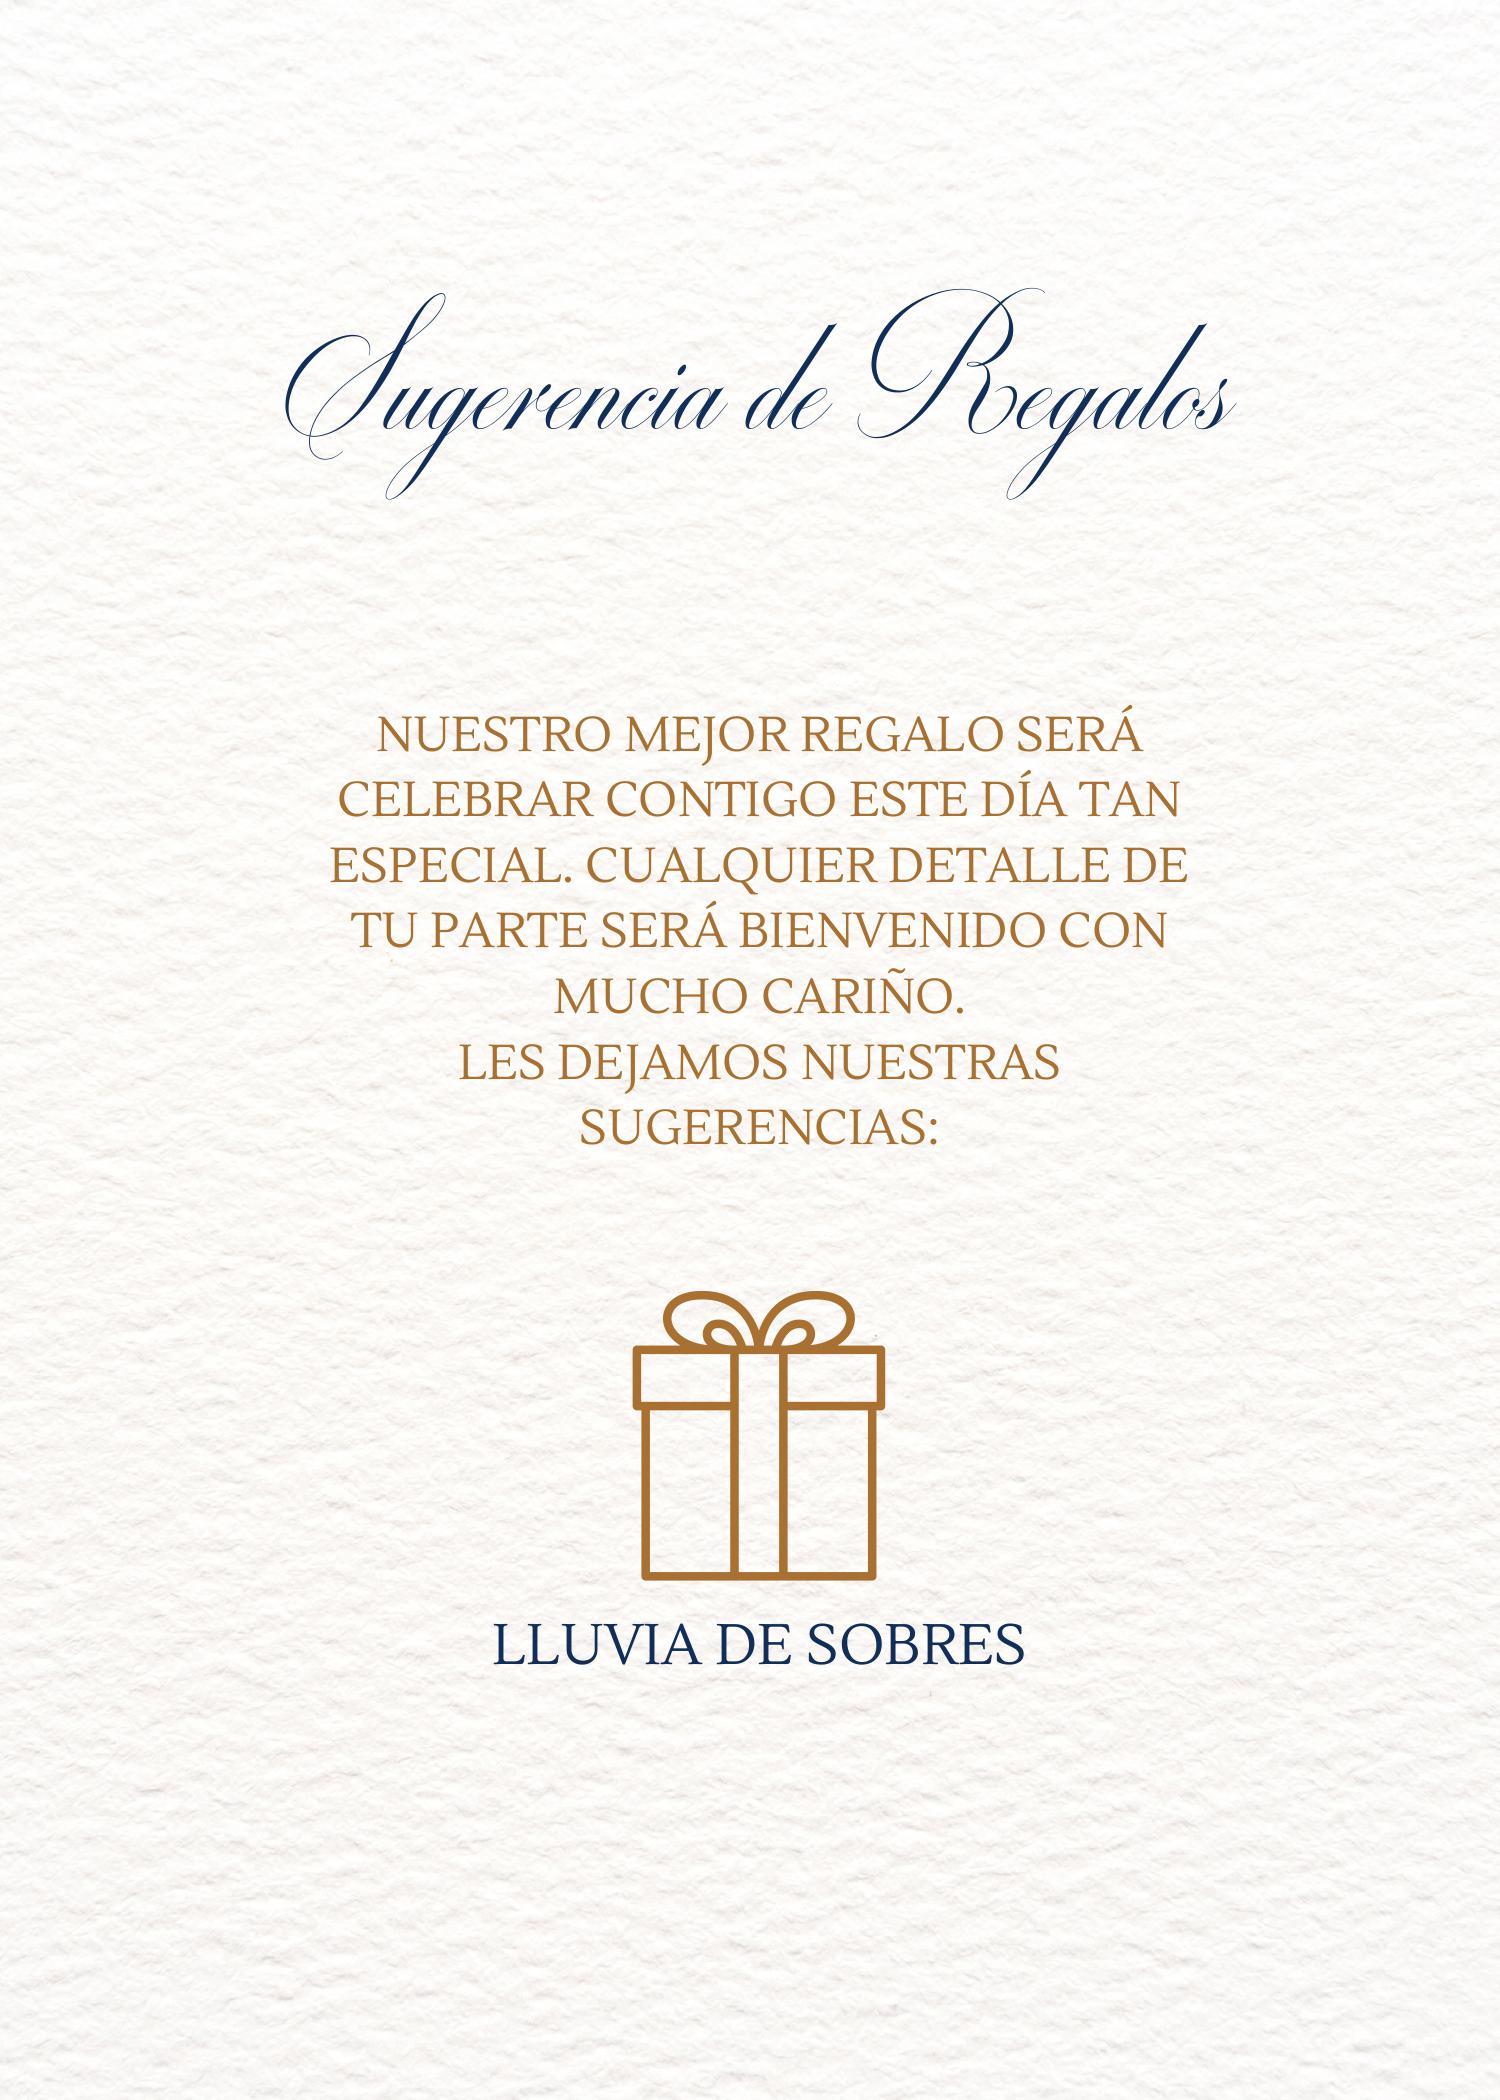 Sugerencia de Regalos
NUESTRO MEJOR REGALO SERÁ
CELEBRAR CONTIGO ESTE DÍA TAN
ESPECIAL. CUALQUIER DETALLE DE
TU PARTE SERÁ BIENVENIDO CON
MUCHO CARIÑO.
LES DEJAMOS NUESTRAS
SUGERENCIAS:
LLUVIA DE SOBRES